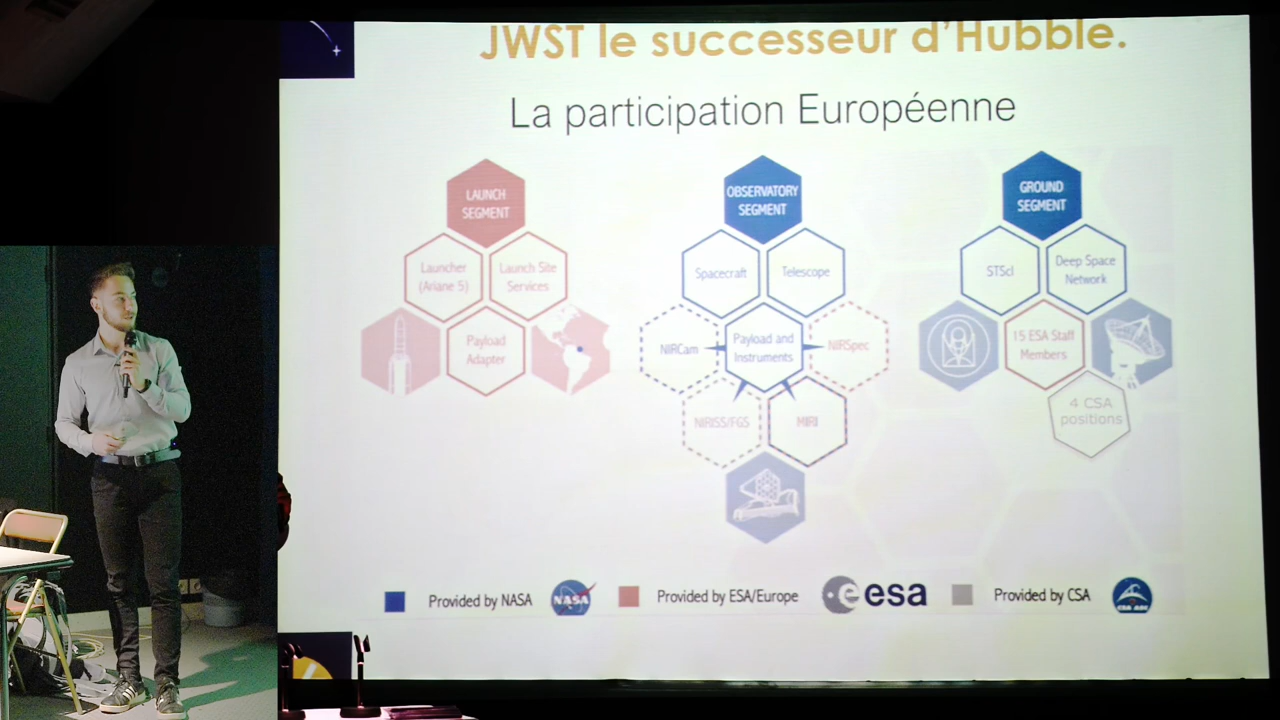 JWST le successeur d'Hubble.
La participation Européenne
LAUNCH
SEGMENT
Launcher
(Ariane 5)
Launch Site
Services
Payload
Adapter
OBSERVATORY
SEGMENT
Spacecraft
Telescope
NIRCam
Payload and
Instruments
NIRSpec
NIRISS/FGS
MIRI
GROUND
SEGMENT
STScI
Deep Space
Network
15 ESA Staff
Members
4 CSA
positions
Provided by NASA
NASA
Provided by ESA/Europe
esa
Provided by CSA
CSA ASC